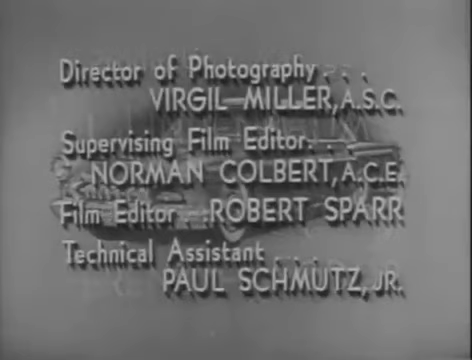 Director of Photography . . .
VIRGIL MILLER, A.S.C.
Supervising Film Editor. . .
NORMAN COLBERT, A.C.E.
Film Editor . . . ROBERT SPARR
Technical Assistant . . .
PAUL SCHMUTZ, JR.